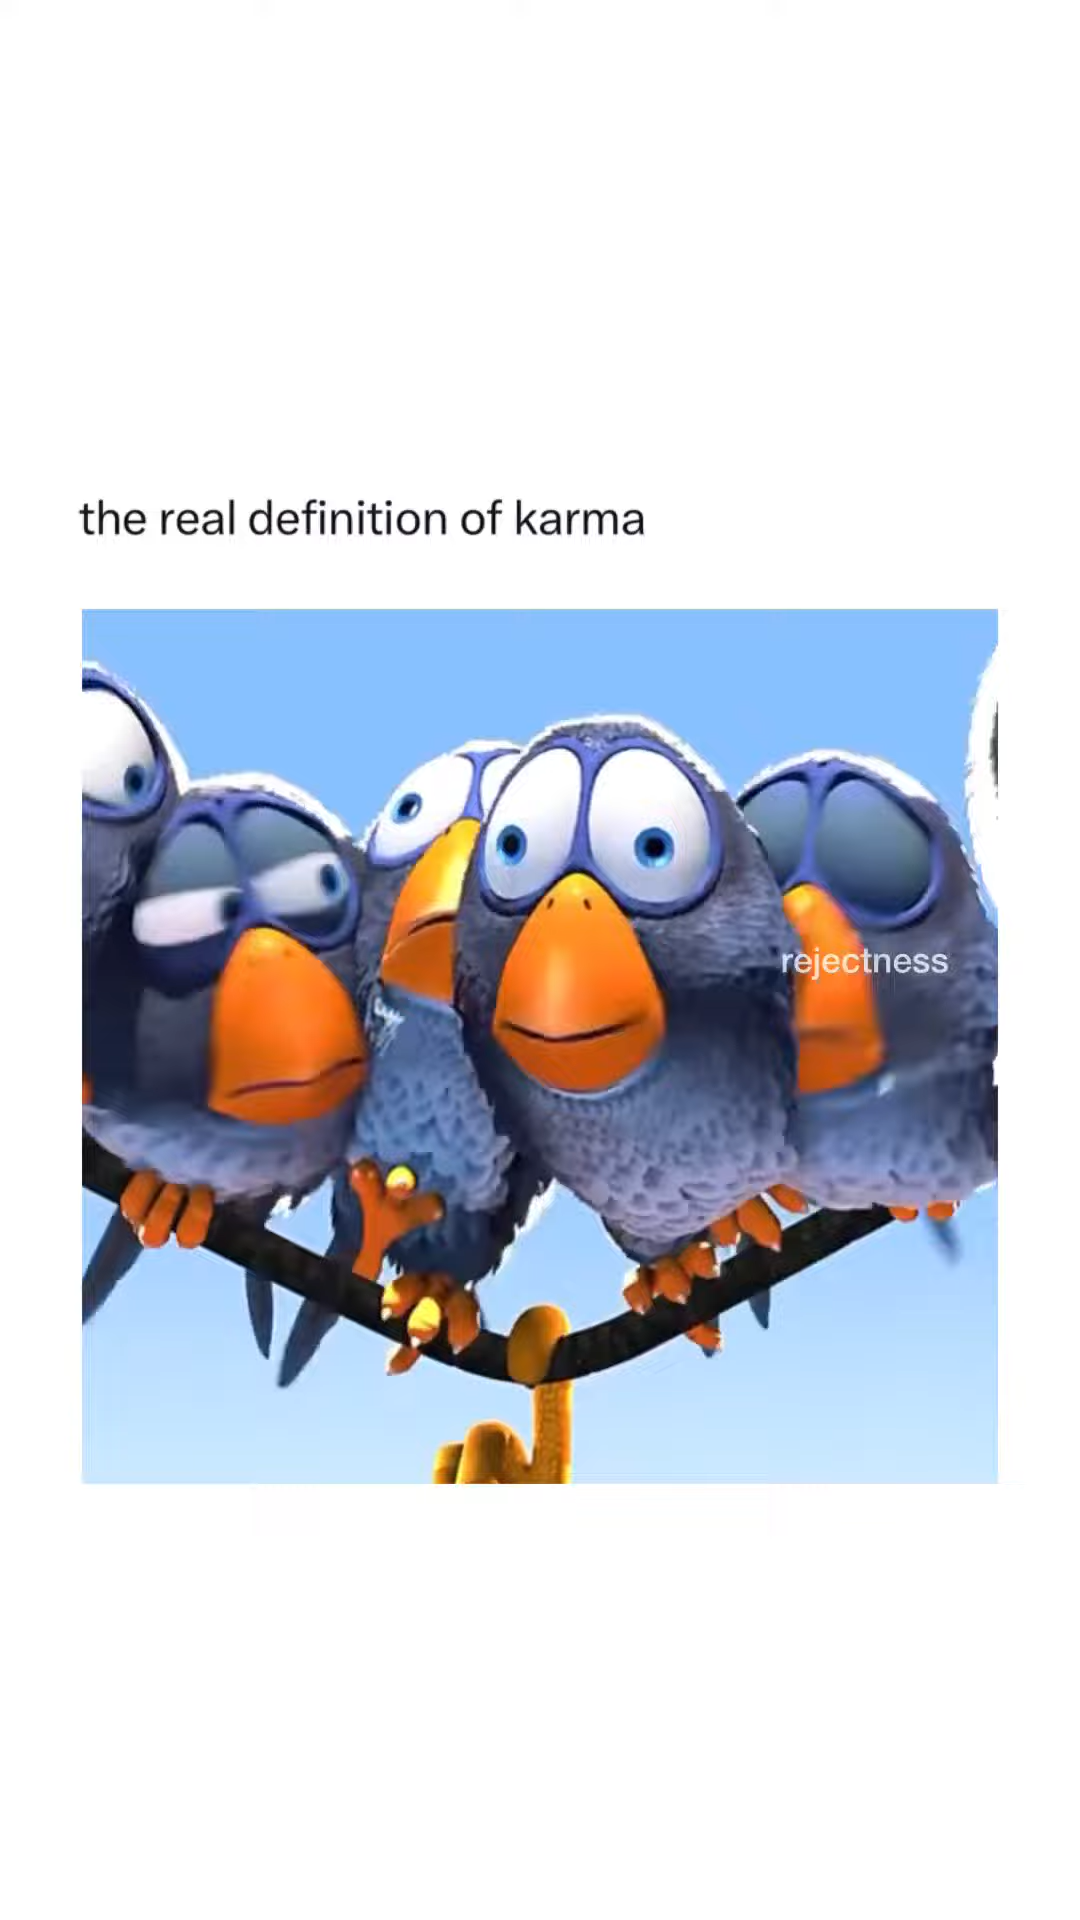 the real definition of karma
rejectness